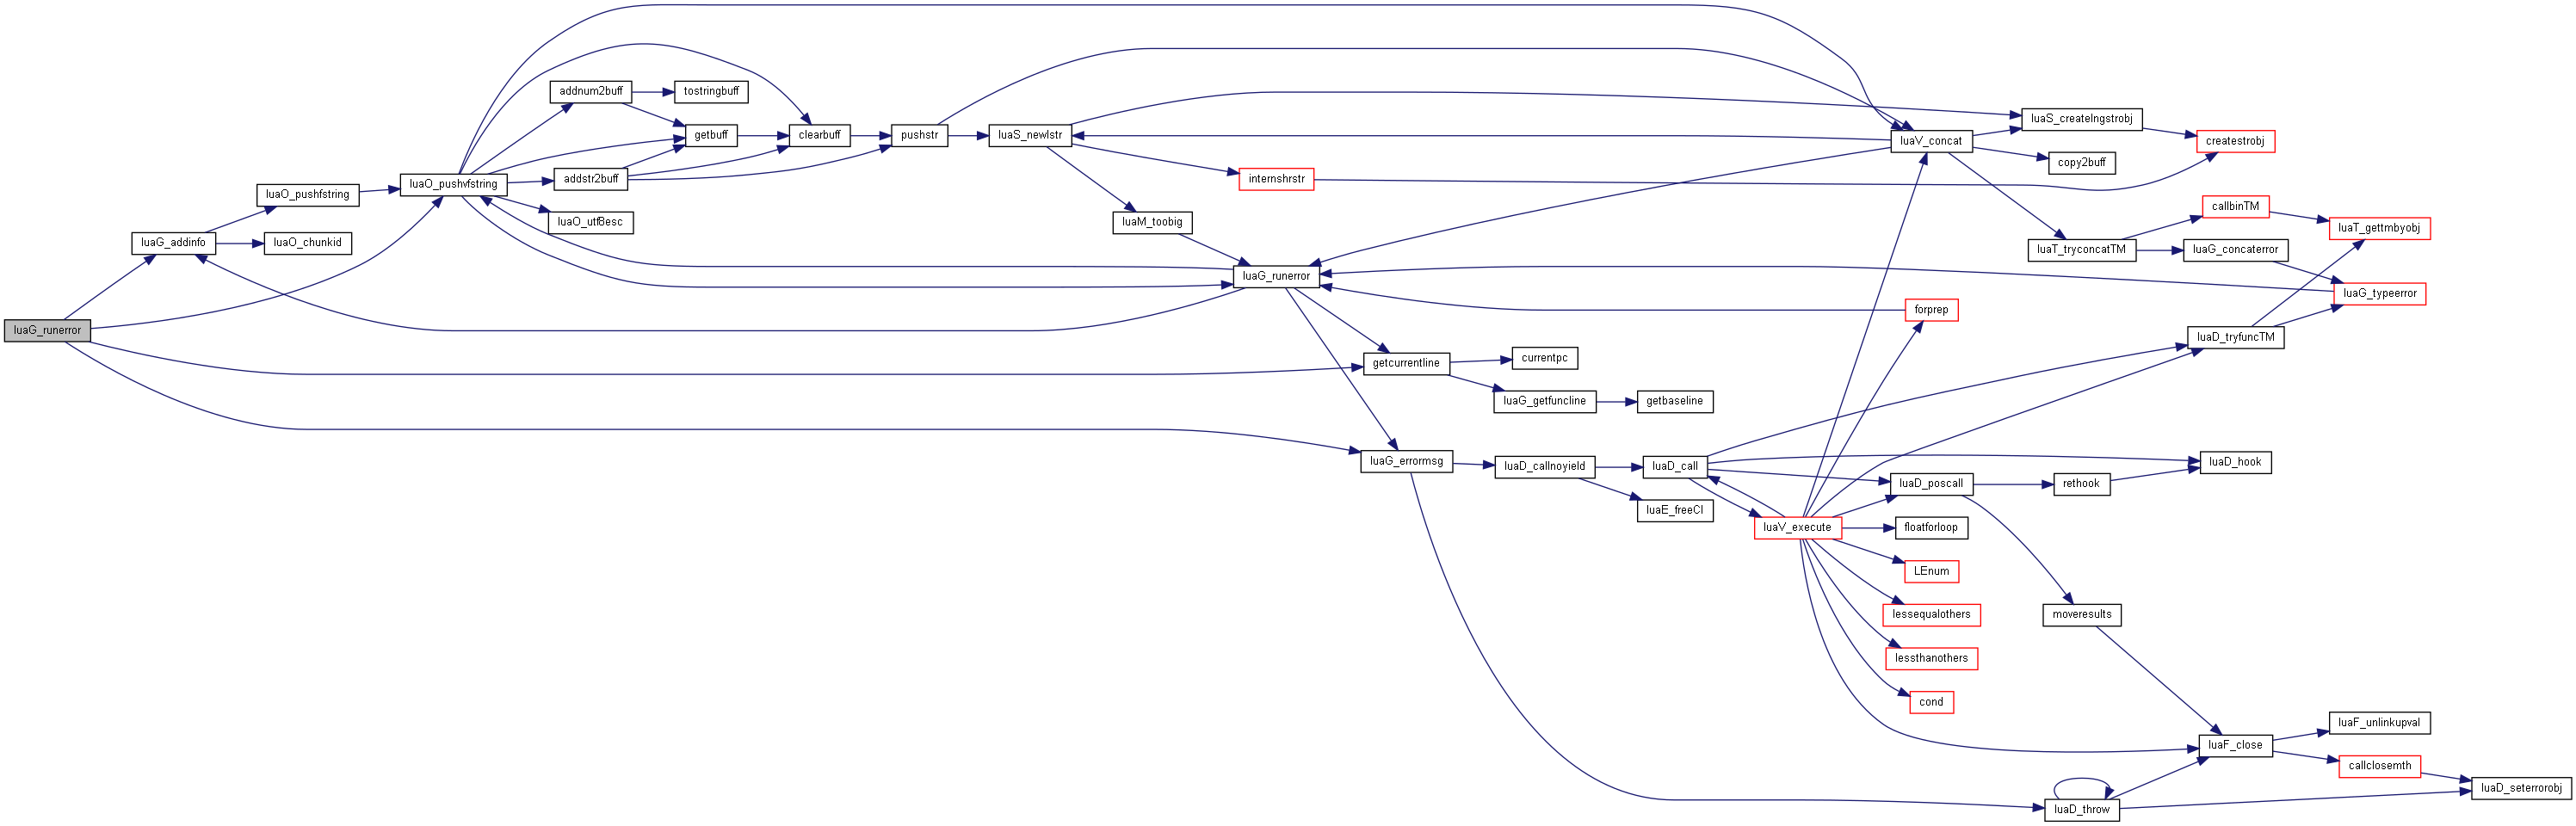 addnum2buff
tostringbuff
luaS_createlngstrobj
getbuff
clearbuff
pushstr
luaS_newlstr
luaV_concat
createstrobj
copy2buff
luaO_pushvfstring
addstr2buff
internshrstr
luaO_pushfstring
callbinTM
luaO_utf8esc
luaM_toobig
luaT_gettmbyobj
luaG_addinfo
luaO_chunkid
luaT_tryconcatTM
luaG_concaterror
luaG_runerror
luaG_typeerror
forprep
luaG_runerror
luaD_tryfuncTM
currentpc
getcurrentline
luaG_getfuncline
getbaseline
luaG_errormsg
luaD_callnoyield
luaD_call
luaD_hook
luaD_poscall
rethook
luaE_freeCI
luaV_execute
floatforloop
LEnum
lessequalothers
moveresults
lessthanothers
cond
luaF_unlinkupval
luaF_close
callclosemth
luaD_seterrorobj
luaD_throw